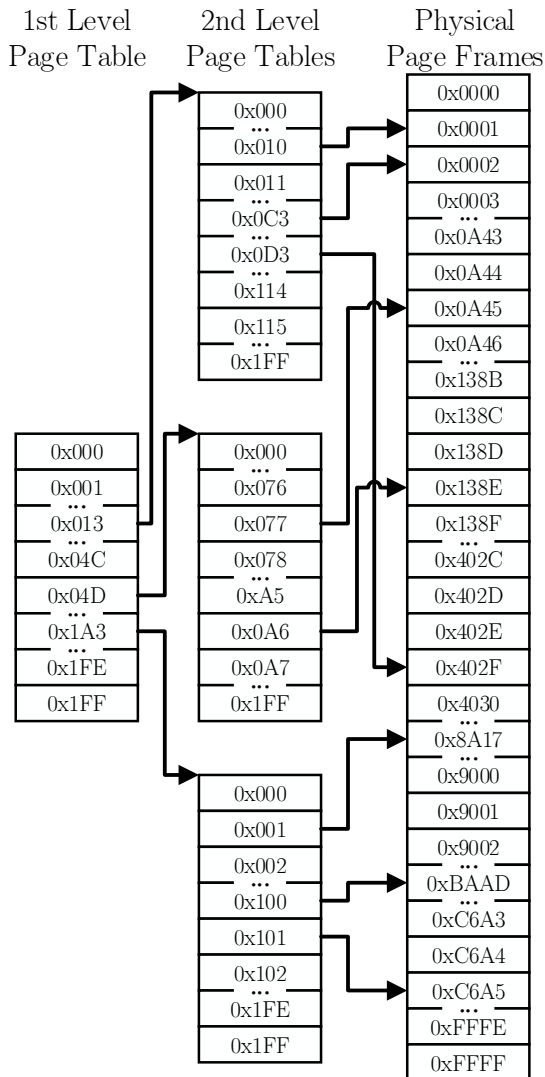 1st Level
Page Table
2nd Level
Page Tables
Physical
Page Frames
0x000
0x001
...
0x013
0x04C
...
0x04D
...
0x1A3
...
0x1FE
0x1FF
0x000
...
0x010
0x011
...
0x0C3
...
0x0D3
...
0x114
0x115
...
0x1FF
0x000
...
0x076
0x077
0x078
...
0xA5
0x0A6
0x0A7
...
0x1FF
0x000
0x001
0x002
...
0x100
0x101
0x102
...
0x1FE
0x1FF
0x0000
0x0001
0x0002
0x0003
...
0x0A43
0x0A44
0x0A45
0x0A46
...
0x138B
0x138C
0x138D
0x138E
0x138F
...
0x402C
0x402D
0x402E
0x402F
0x4030
...
0x8A17
...
0x9000
0x9001
0x9002
...
0xBAAD
...
0xC6A3
0xC6A4
0xC6A5
...
0xFFFE
0xFFFF